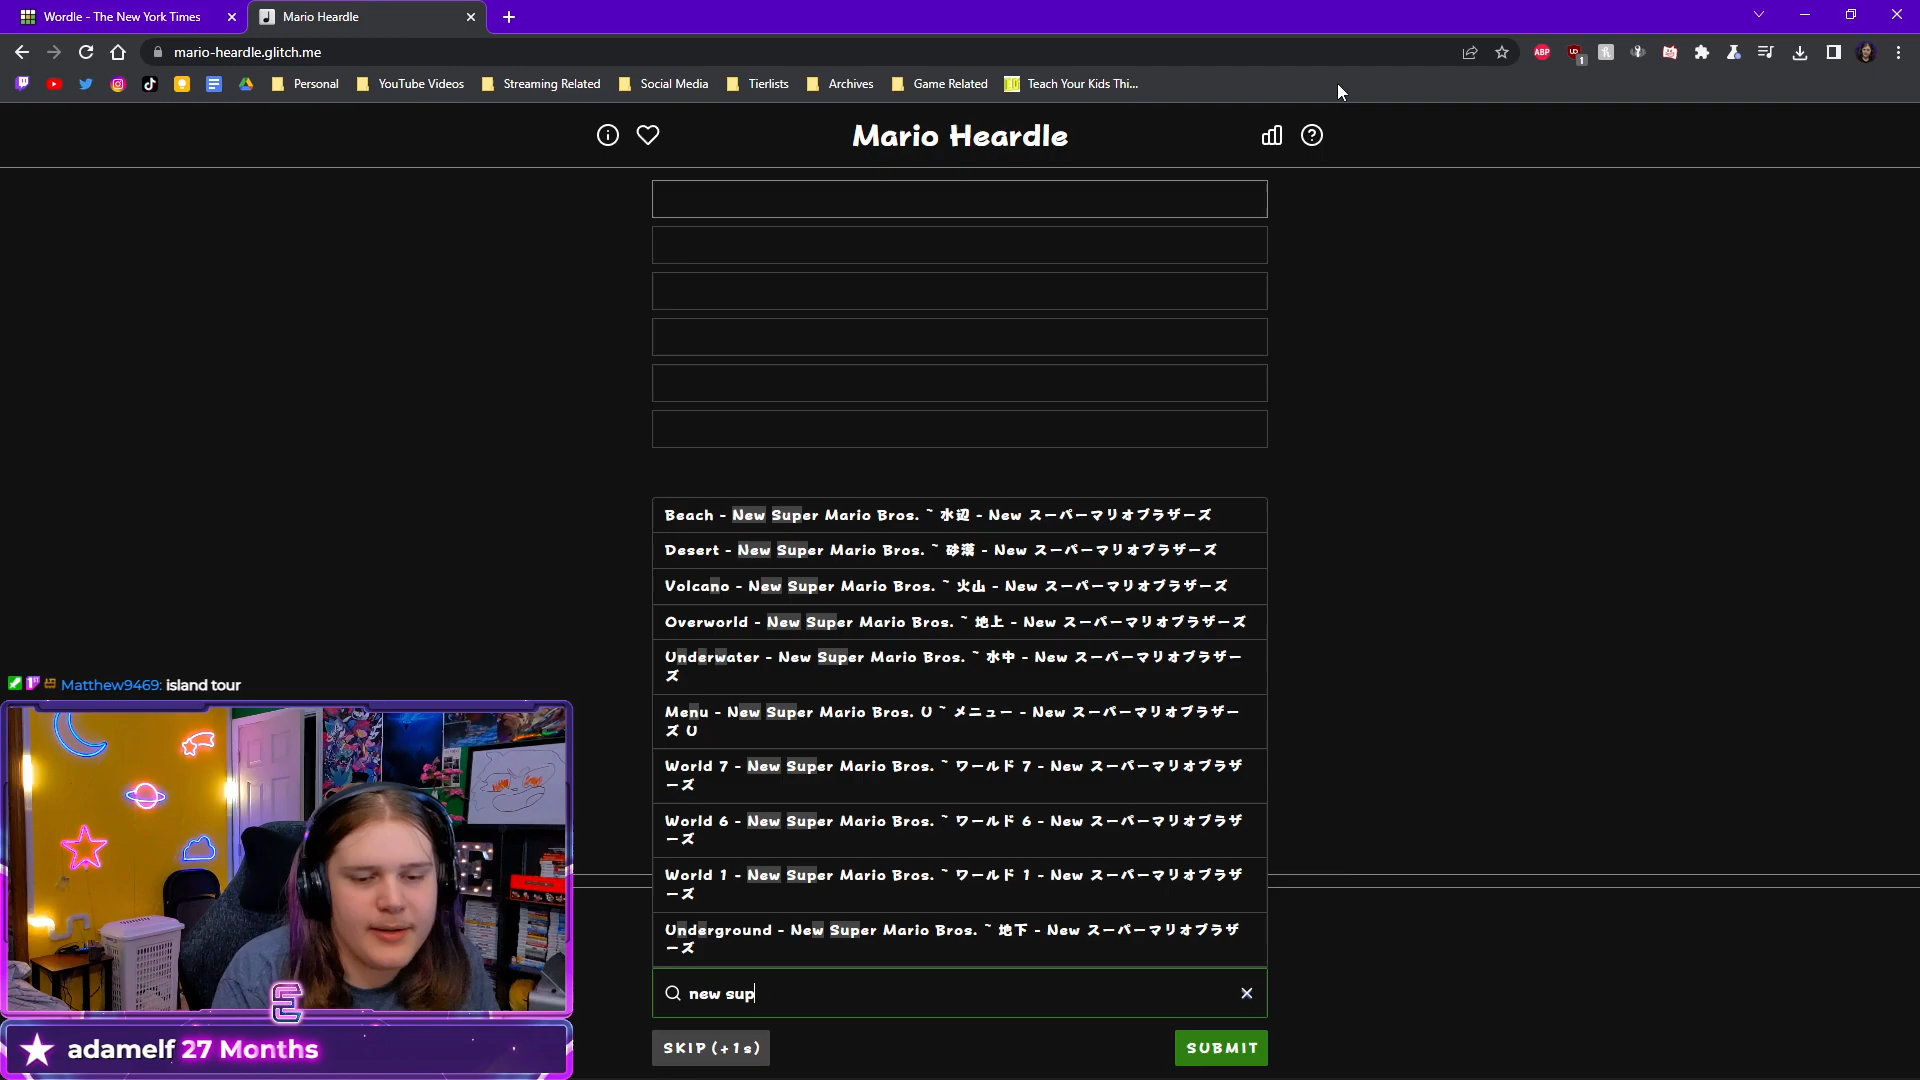 Wordle - The New York Times
Mario Heardle
mario-heardle.glitch.me
ABP
1
Personal
YouTube Videos
Streaming Related
Social Media
Tierlists
Archives
Game Related
Teach Your Kids Thi...
Mario Heardle
Beach - New Super Mario Bros. ~ 水辺 - New スーパーマリオブラザーズ
Desert - New Super Mario Bros. ~ 砂漠 - New スーパーマリオブラザーズ
Volcano - New Super Mario Bros. ~ 火山 - New スーパーマリオブラザーズ
Overworld - New Super Mario Bros. ~ 地上 - New スーパーマリオブラザーズ
Underwater - New Super Mario Bros. ~ 水中 - New スーパーマリオブラザー
ズ
Menu - New Super Mario Bros. U ~ メニュー - New スーパーマリオブラザー
ズ U
World 7 - New Super Mario Bros. ~ ワールド 7 - New スーパーマリオブラザ
ーズ
World 6 - New Super Mario Bros. ~ ワールド 6 - New スーパーマリオブラザ
ーズ
World 1 - New Super Mario Bros. ~ ワールド 1 - New スーパーマリオブラザ
ーズ
Underground - New Super Mario Bros. ~ 地下 - New スーパーマリオブラザ
ーズ
new sup
SKIP (+1s)
SUBMIT
Matthew9469: island tour
E
adamelf 27 Months